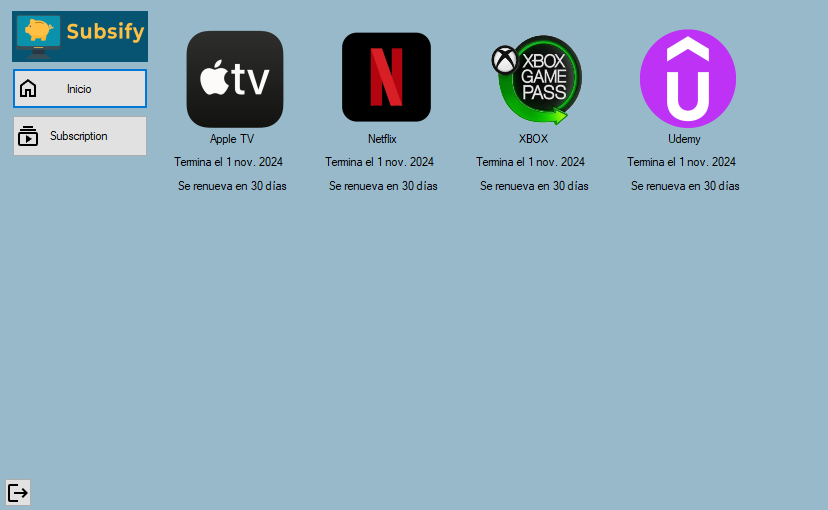 Subsify
Inicio
Subscription
tv
N
XBOX
GAME
PASS
Apple TV
Netflix
XBOX
Udemy
Termina el 1 nov. 2024
Termina el 1 nov. 2024
Termina el 1 nov. 2024
Termina el 1 nov. 2024
Se renueva en 30 días
Se renueva en 30 días
Se renueva en 30 días
Se renueva en 30 días